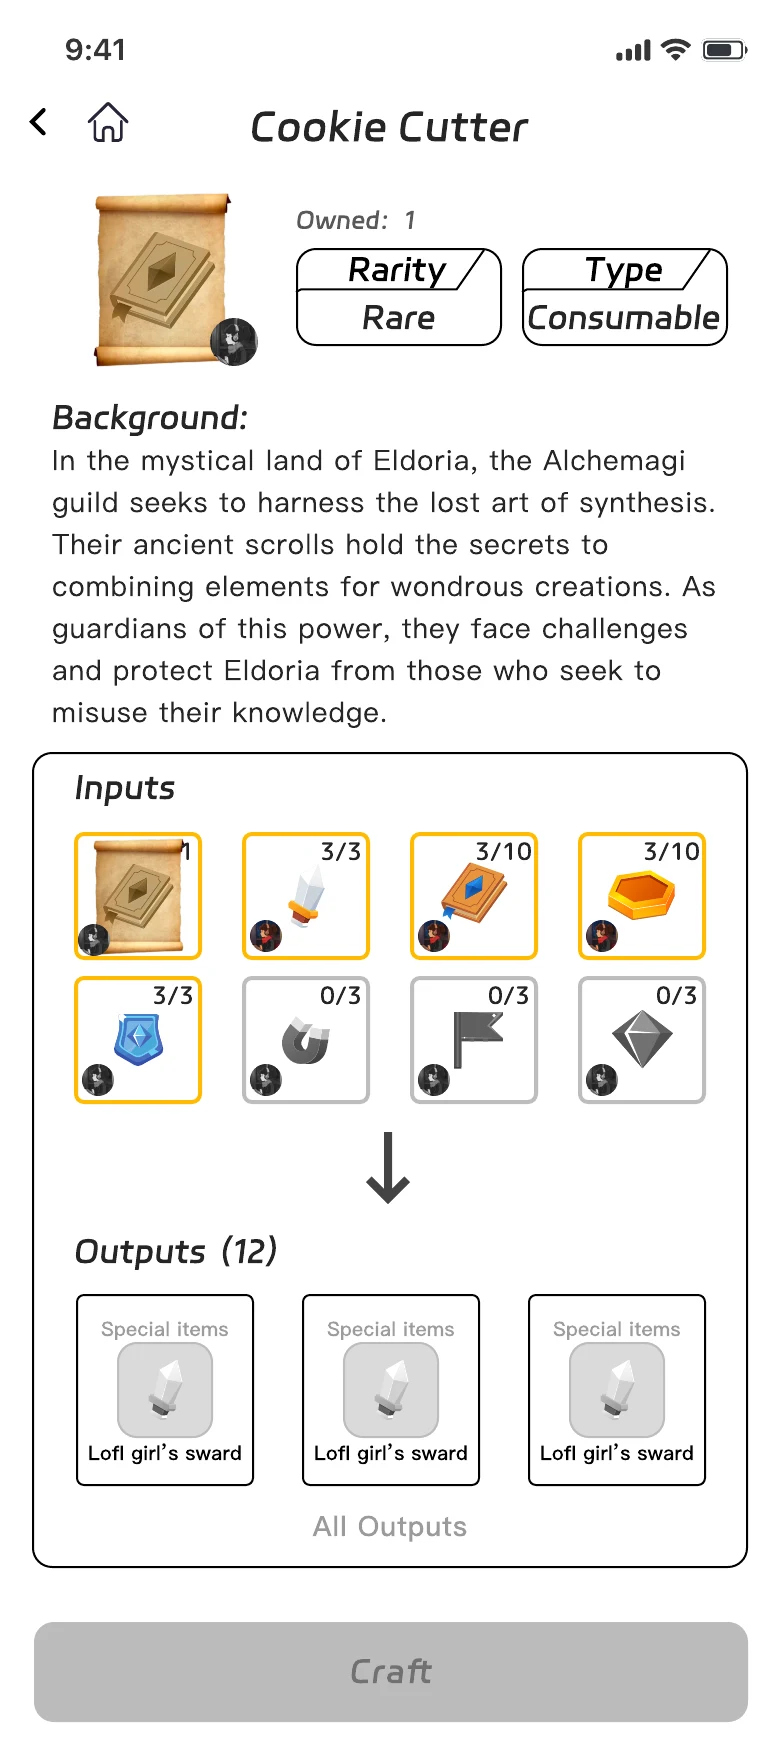 9:41
Cookie Cutter
Owned: 1
Rarity
Rare
Type
Consumable
Background:
In the mystical land of Eldoria, the Alchemagi
guild seeks to harness the lost art of synthesis.
Their ancient scrolls hold the secrets to
combining elements for wondrous creations. As
guardians of this power, they face challenges
and protect Eldoria from those who seek to
misuse their knowledge.
Inputs
1
3/3
3/10
3/10
3/3
0/3
0/3
0/3
Outputs (12)
Special items
Lofl girl's sward
Special items
Lofl girl's sward
Special items
Lofl girl's sward
All Outputs
Craft